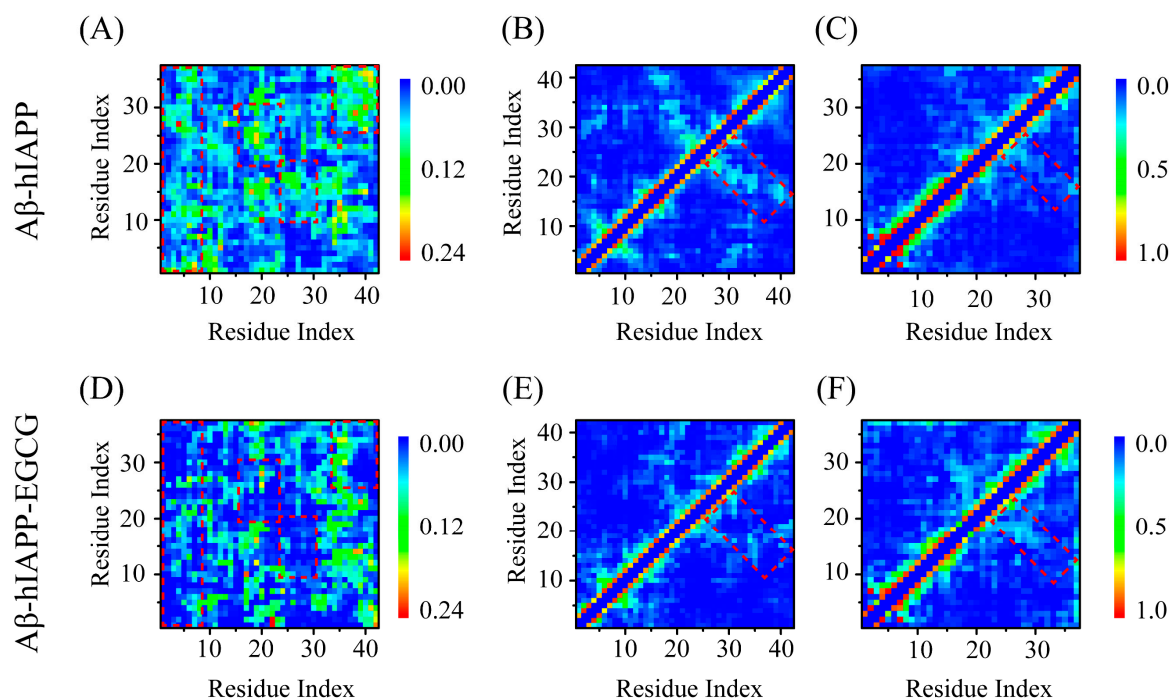 (A)
(B)
(C)
Aβ-hIAPP
Residue Index
30
20
10
10 20 30 40
Residue Index
0.00
0.12
0.24
Residue Index
40
30
20
10
10 20 30 40
Residue Index
30
20
10
10 20 30
Residue Index
Residue Index
0.0
0.5
1.0
(D)
(E)
(F)
Aβ-hIAPP-EGCG
Residue Index
30
20
10
10 20 30 40
Residue Index
0.00
0.12
0.24
Residue Index
40
30
20
10
10 20 30 40
Residue Index
Residue Index
30
20
10
10 20 30
Residue Index
0.0
0.5
1.0